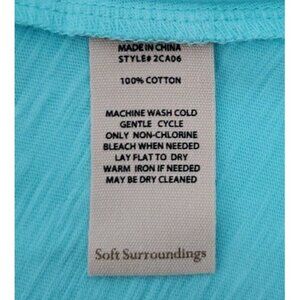 MADE IN CHINA
STYLE# 2CA06
100% COTTON
MACHINE WASH COLD
GENTLE CYCLE
ONLY NON-CHLORINE
BLEACH WHEN NEEDED
LAY FLAT TO DRY
WARM IRON IF NEEDED
MAY BE DRY CLEANED
Soft Surroundings